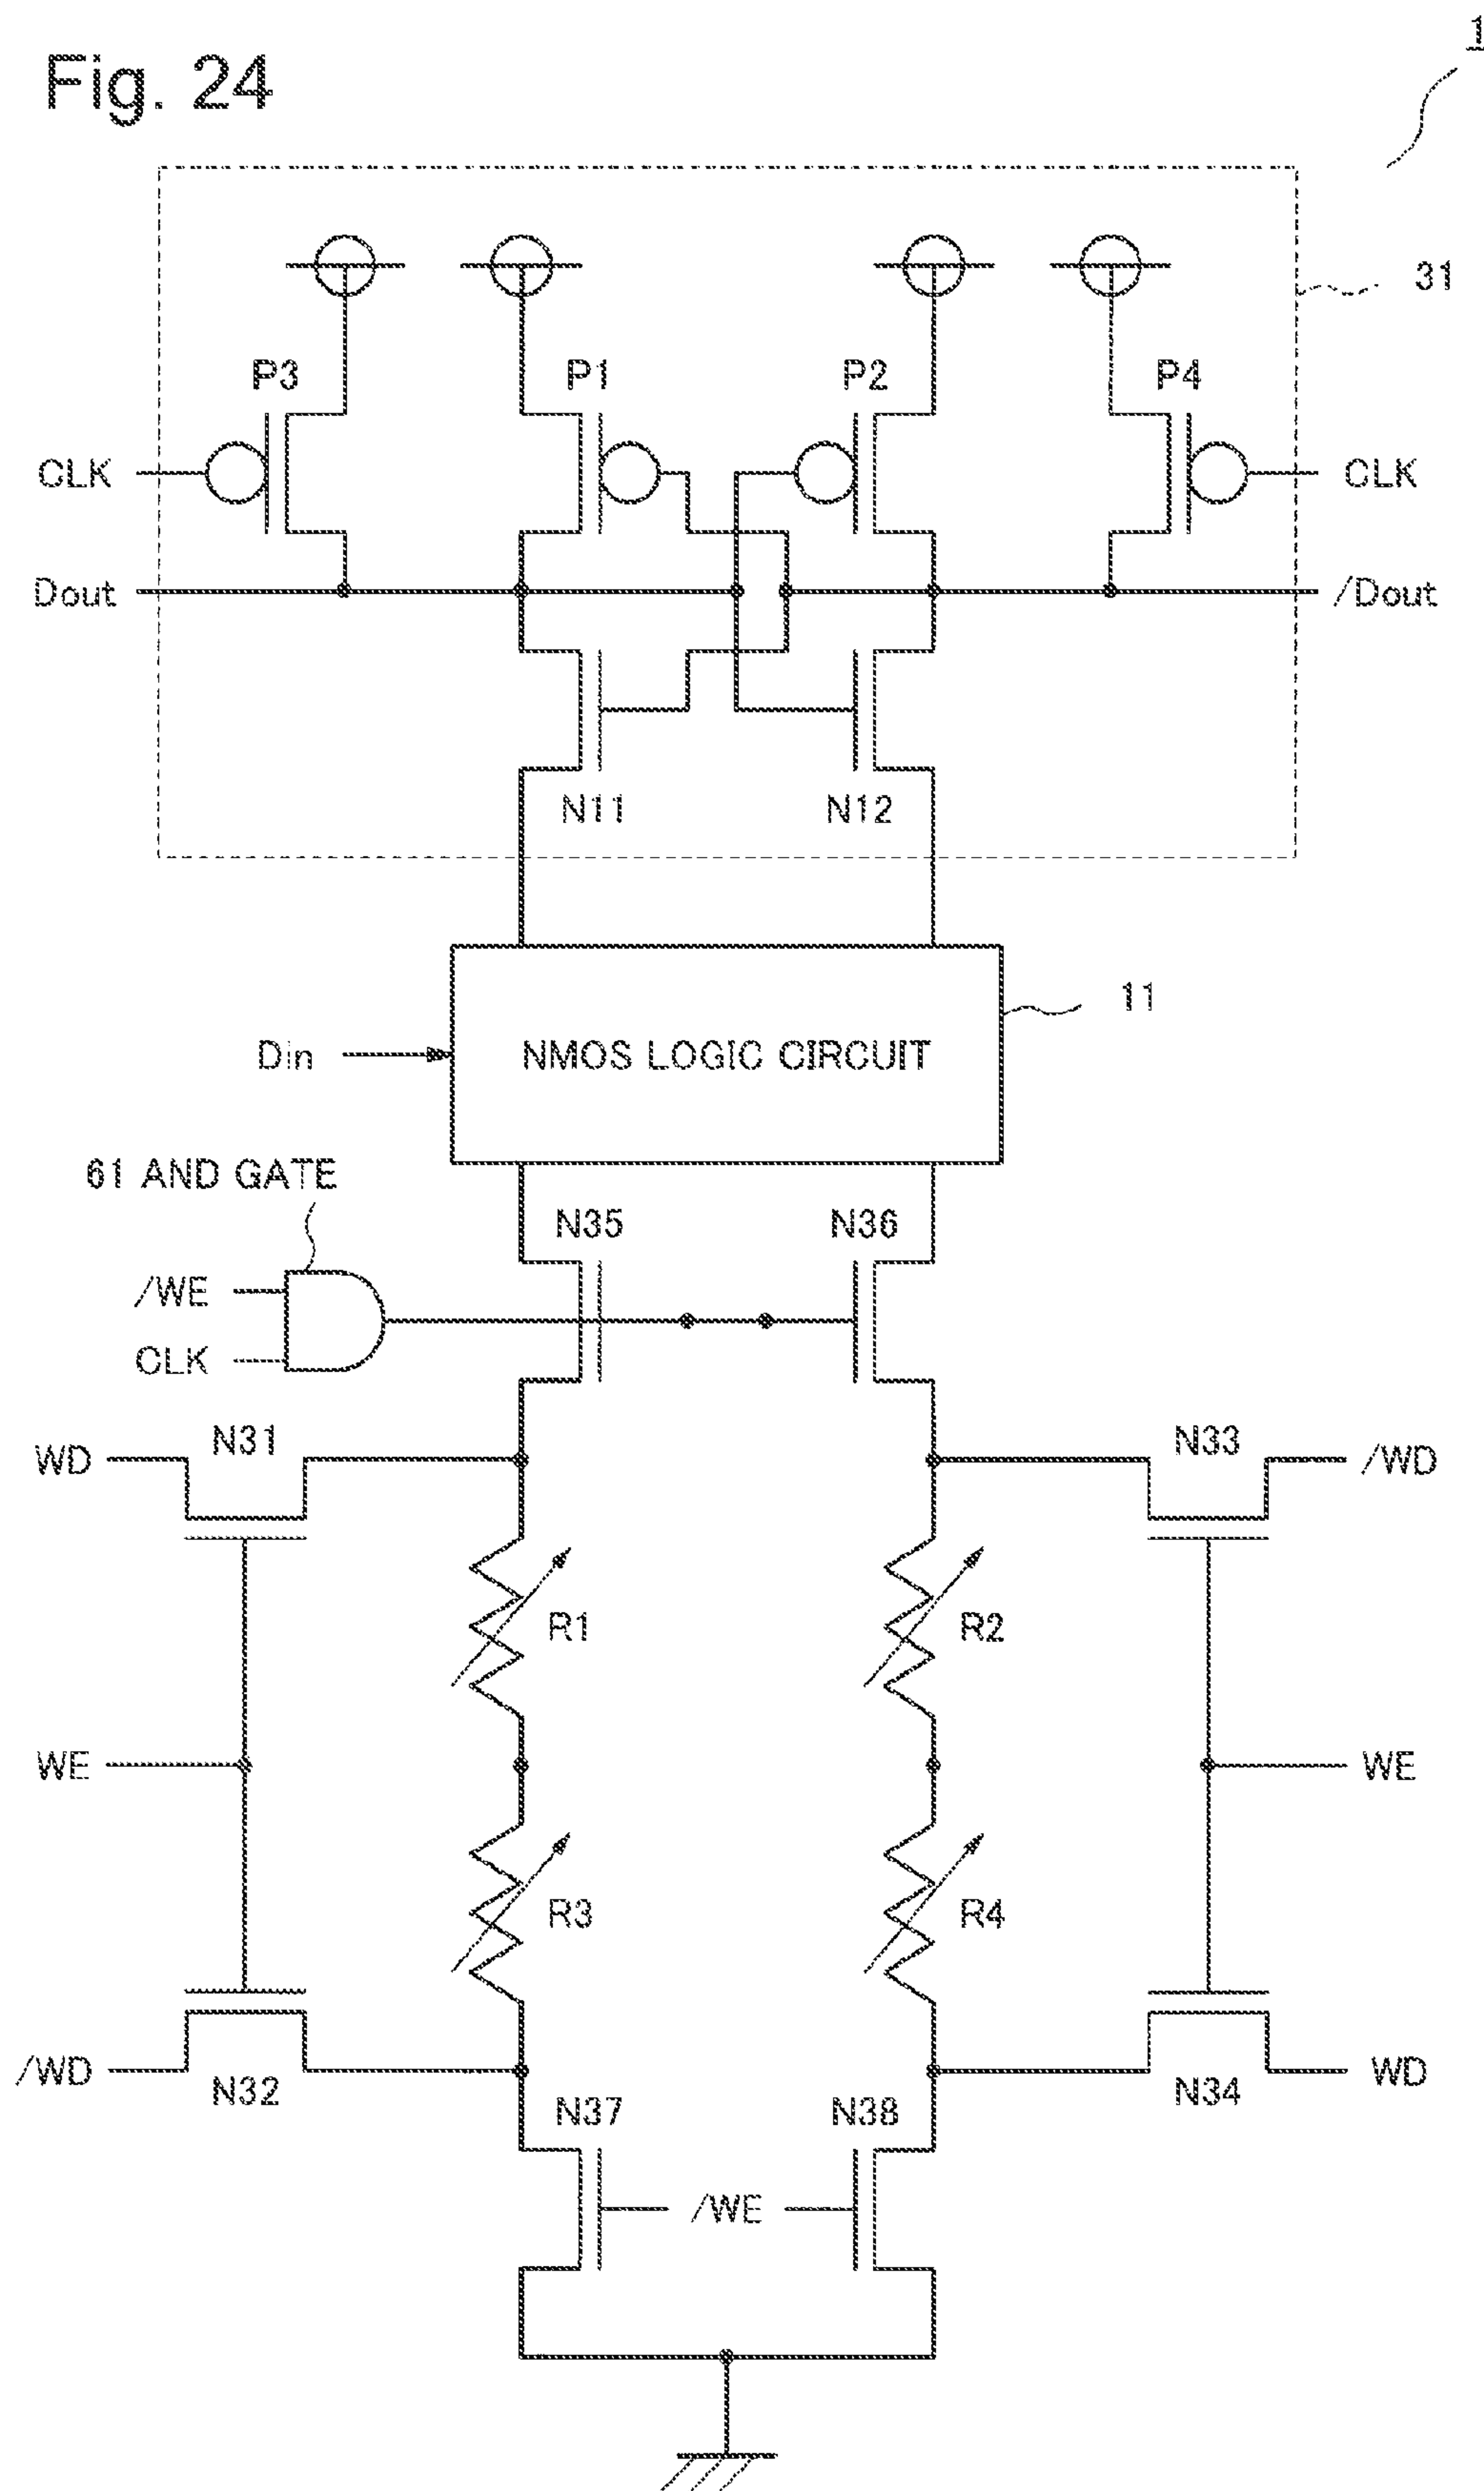 1
Fig. 24
31
P3 P1 P2 P4
CLK CLK
Dout /Dout
N11 N12
11
Din NMOS LOGIC CIRCUIT
61 AND GATE
N35 N36
/WE
CLK
WD N31 N33 /WD
R1 R2
WE WE
R3 R4
/WD N32 N34 WD
N37 N38
/WE